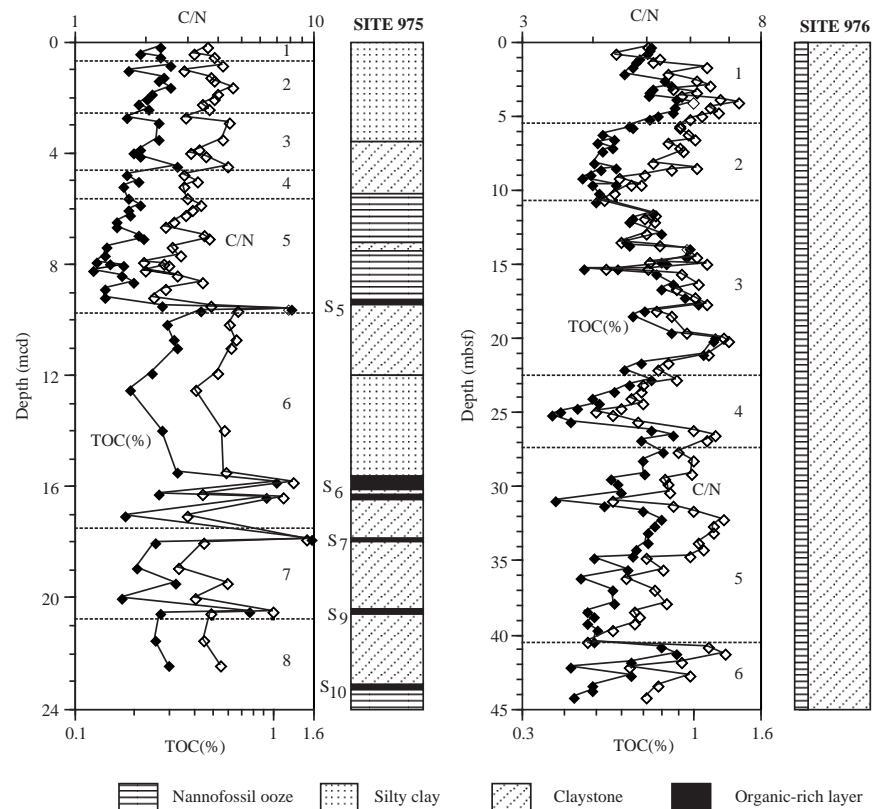 C/N
1 10
SITE 975
0
4
8
12
16
20
24
Depth (mcd)
1
2
3
4
5
6
7
8
C/N
TOC(%)
S5
S6
S7
S9
S10
0.1 1 1.6
TOC(%)
C/N
3 8
SITE 976
0
5
10
15
20
25
30
35
40
45
Depth (mbsf)
1
2
3
4
5
6
TOC(%)
C/N
0.3 1 1.6
TOC(%)
Nannofossil ooze Silty clay Claystone Organic-rich layer